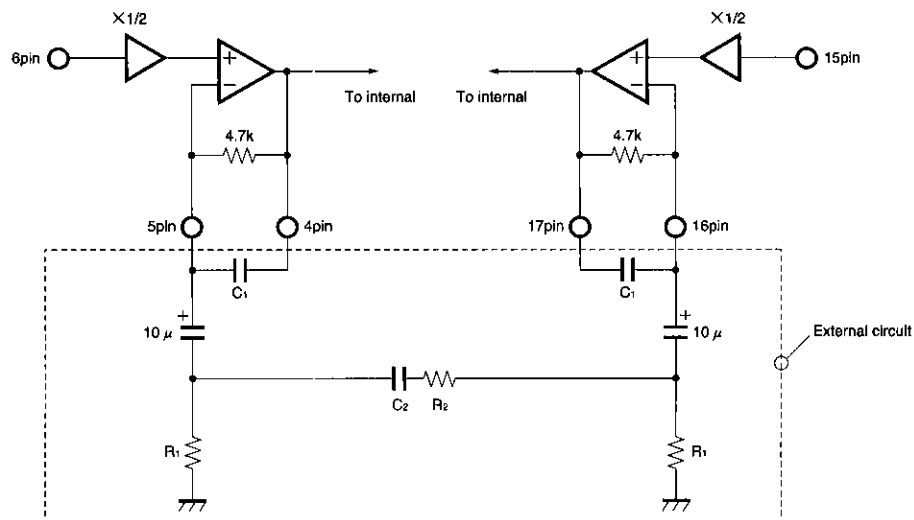 ×1/2
×1/2
6pin
+
−
To internal
To internal
+
−
15pin
4.7k
4.7k
5pin
4pin
17pin
16pin
C1
C1
+
10 μ
+
10 μ
External circuit
C2
R2
R1
R1